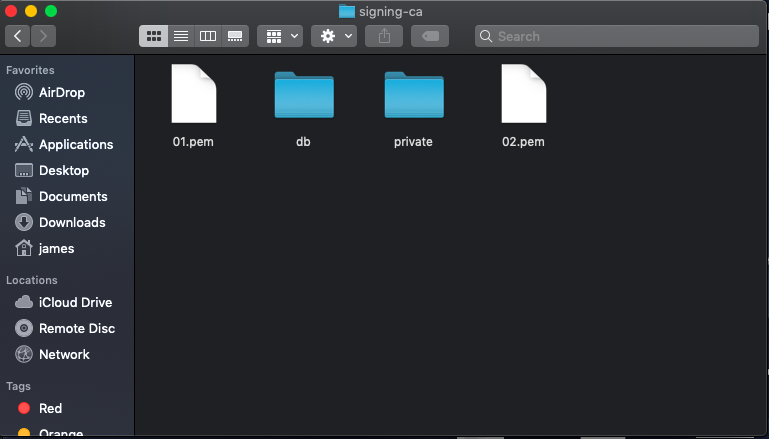 signing-ca
Search
Favorites
AirDrop
Recents
Applications
Desktop
Documents
Downloads
james
Locations
iCloud Drive
Remote Disc
Network
Tags
Red
Orange
01.pem
db
private
02.pem